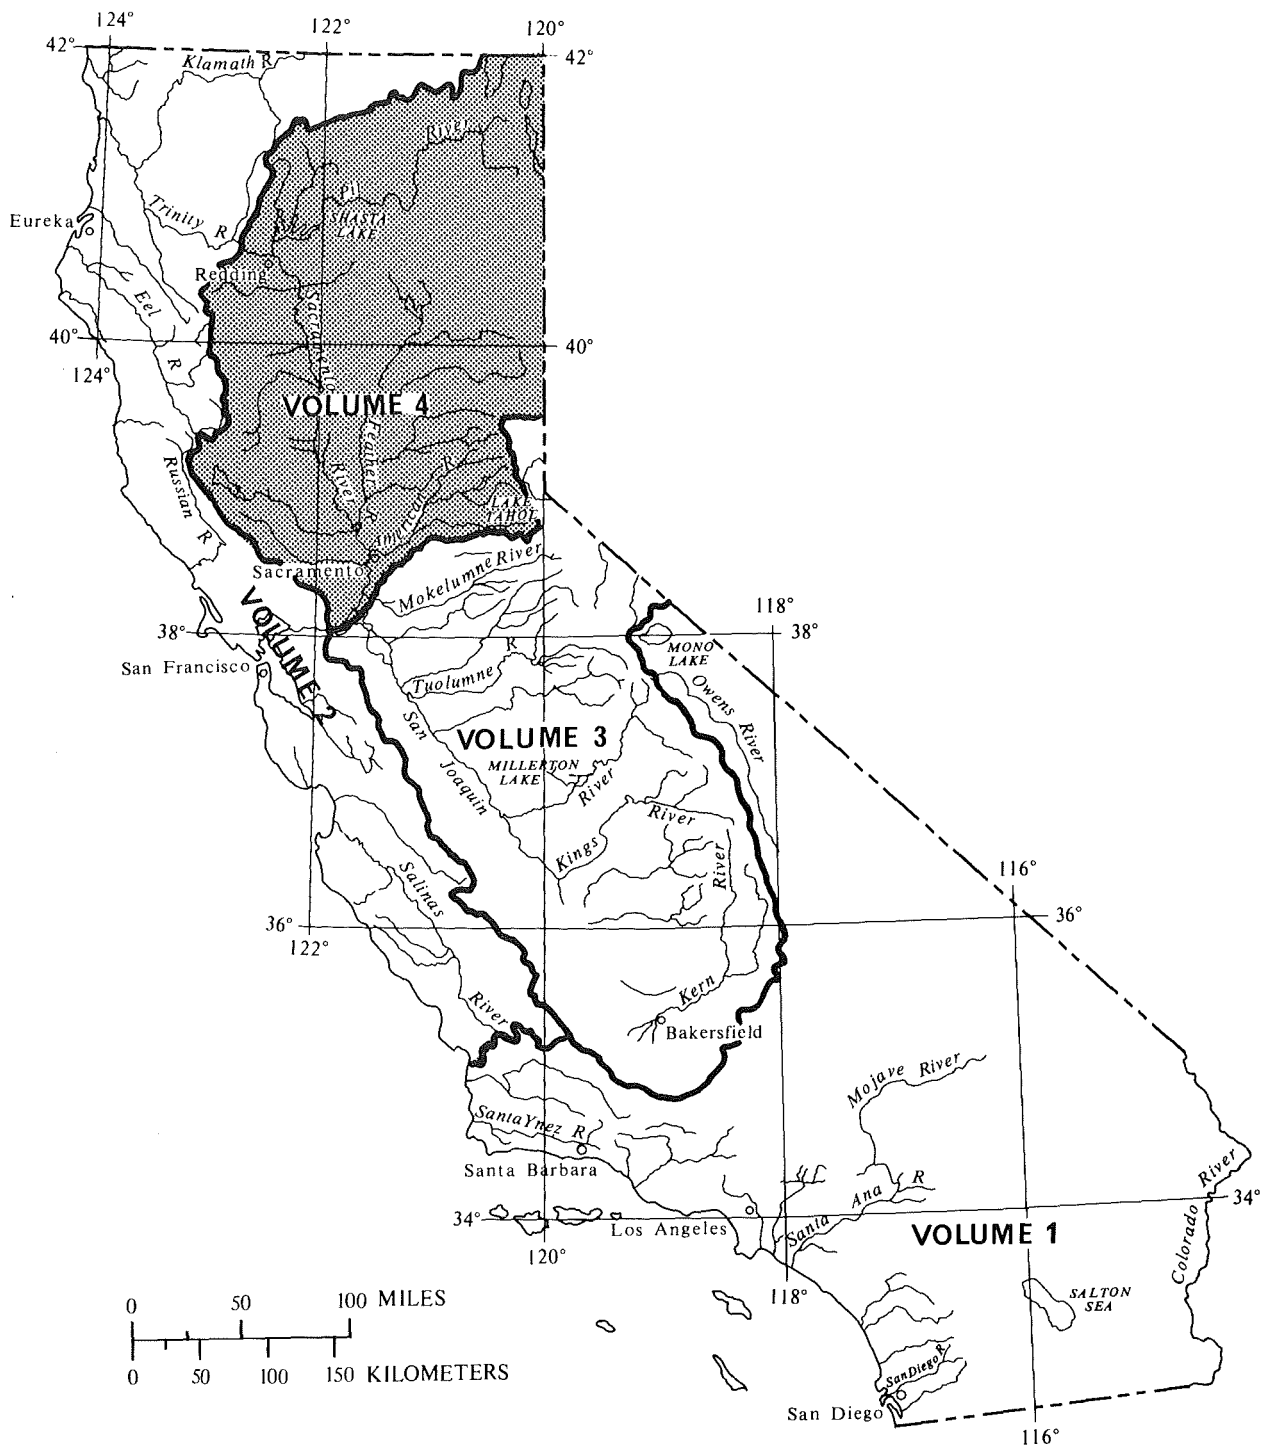 124°
122°
120°
42°
42°
Klamath R
River
Pit
SHASTA
LAKE
Trinity R
Eureka
Redding
Eel
R
Sacramento
River
40°
40°
124°
VOLUME 4
Feather
R
American
R
Russian
R
LAKE
TAHOE
Sacramento
Mokelumne River
VOLUME 2
118°
38°
38°
MONO
LAKE
San Francisco
Tuolumne
R
Owens
River
San
Joaquin
River
VOLUME 3
MILLERTON
LAKE
Kings
River
River
Salinas
River
116°
36°
36°
122°
Kern
Bakersfield
Mojave River
Santa Ynez R
Santa Barbara
Santa Ana R
Colorado River
34°
34°
Los Angeles
VOLUME 1
120°
118°
SALTON
SEA
0 50 100 MILES
0 50 100 150 KILOMETERS
San Diego R
San Diego
116°